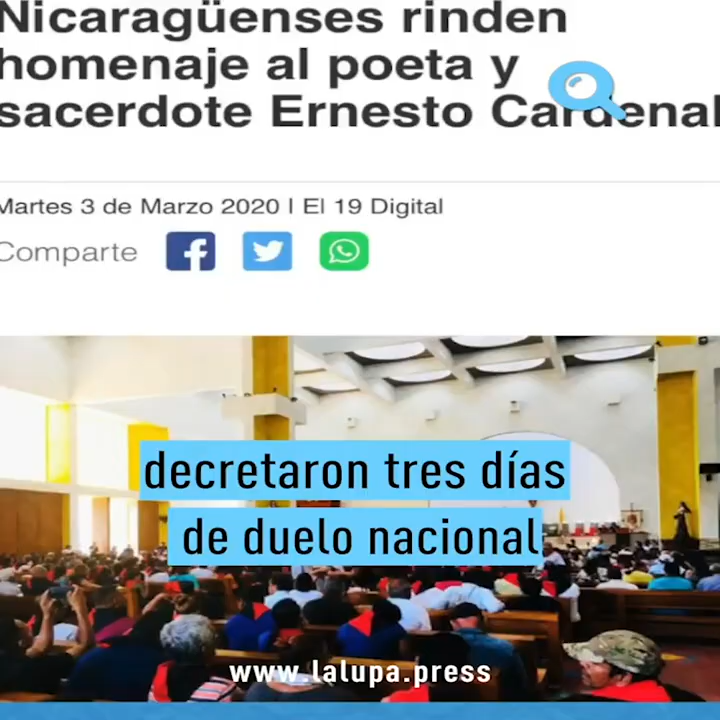 Nicaragüenses rinden
homenaje al poeta y
sacerdote Ernesto Cardenal
Martes 3 de Marzo 2020 | El 19 Digital
Comparte
decretaron tres días
de duelo nacional
www.lalupa.press